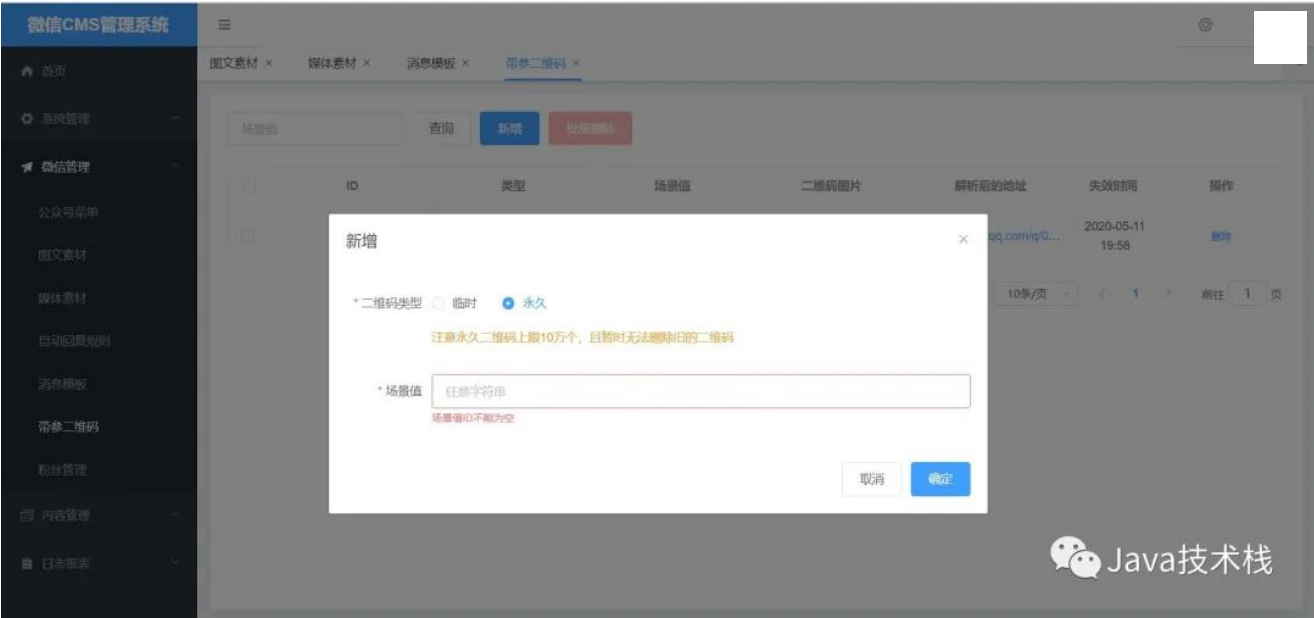 微信CMS管理系统
图文素材 × 媒体素材 × 消息模板 × 带参二维码 ×
首页
系统管理
微信管理
公众号菜单
图文素材
媒体素材
自动回复规则
消息模板
带参二维码
粉丝管理
内容管理
日志报表
场景值 查询 新增 批量删除
ID 类型 场景值 二维码图片 解析后的地址 失效时间 操作
qq.com/q/0... 2020-05-11 删除
19:58
10条/页 1 前往 1 页
新增
* 二维码类型 临时 永久
注意永久二维码上限10万个，且暂时无法删除旧的二维码
* 场景值 任意字符串
场景值ID不能为空
取消 确定
Java技术栈